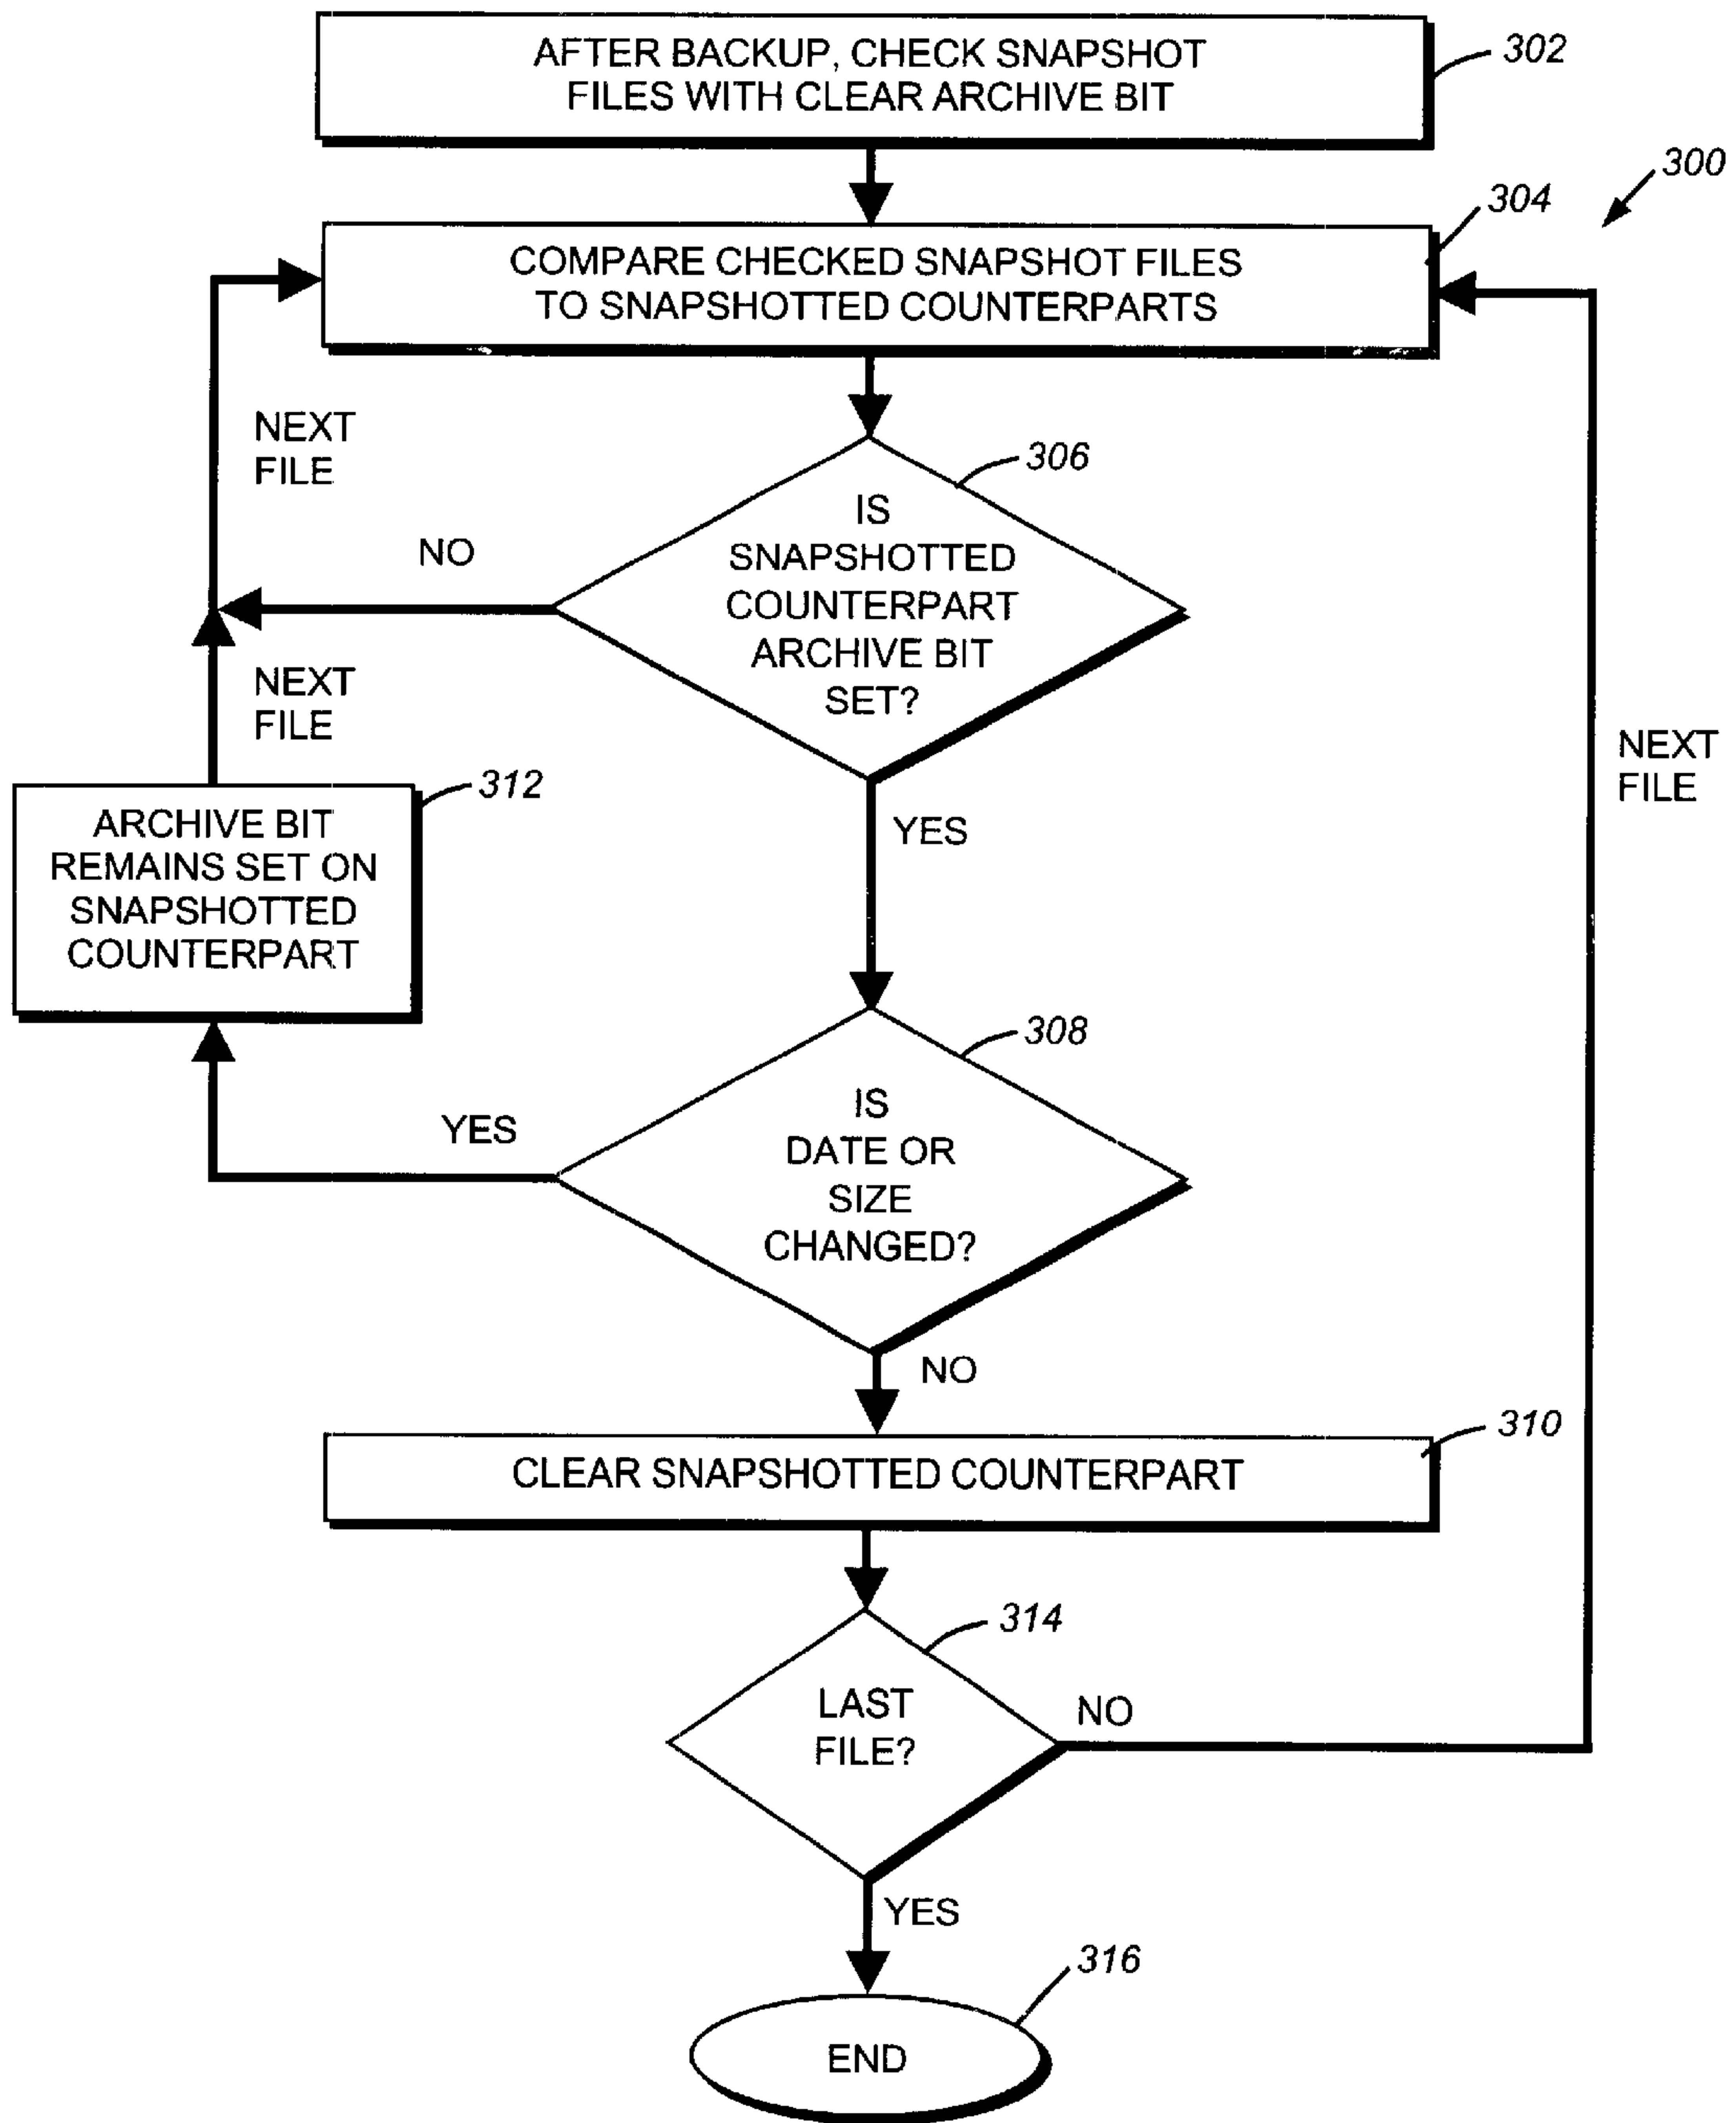 AFTER BACKUP, CHECK SNAPSHOT
FILES WITH CLEAR ARCHIVE BIT
302
300
304
COMPARE CHECKED SNAPSHOT FILES
TO SNAPSHOTTED COUNTERPARTS
NEXT
FILE
306
IS
SNAPSHOTTED
COUNTERPART
ARCHIVE BIT
SET?
NO
NEXT
FILE
NEXT
FILE
312
ARCHIVE BIT
REMAINS SET ON
SNAPSHOTTED
COUNTERPART
YES
308
IS
DATE OR
SIZE
CHANGED?
YES
NO
310
CLEAR SNAPSHOTTED COUNTERPART
314
LAST
FILE?
NO
YES
316
END